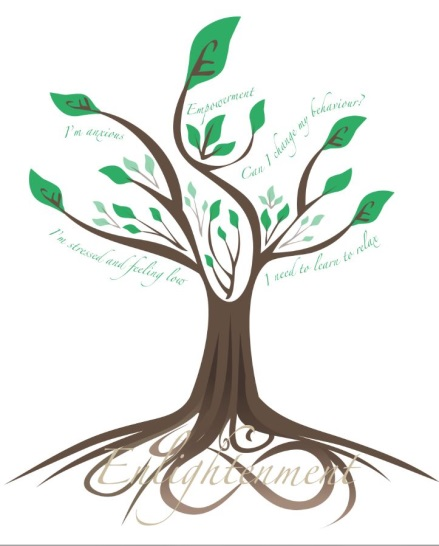 E
Empowerment
E
I'm anxious
Can I change my behaviour?
E
E
I'm stressed and feeling low
E
I need to learn to relax
Enlightenment